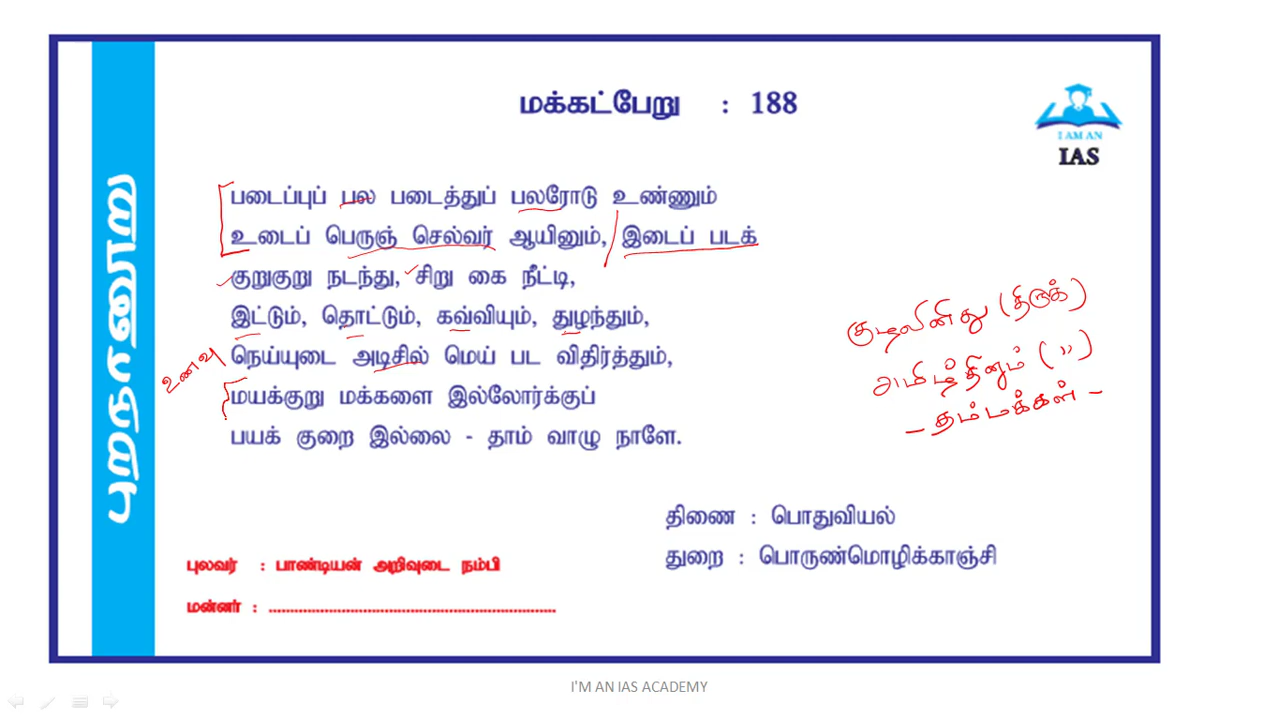 மக்கட்பேறு : 188
I AM AN
IAS
புறநானூறு
படைப்புப் பல படைத்துப் பலரோடு உண்ணும்
உடைப் பெருஞ் செல்வர் ஆயினும், இடைப் படக்
குறுகுறு நடந்து, சிறு கை நீட்டி,
இட்டும், தொட்டும், கவ்வியும், துழந்தும்,
நெய்யுடை அடிசில் மெய் பட விதிர்த்தும்,
மயக்குறு மக்களை இல்லோர்க்குப்
பயக் குறை இல்லை - தாம் வாழு நாளே.
உணவு
குழலினிது (திருக்)
அமிழ்தினும் ( " )
- தம்மக்கள் -
திணை : பொதுவியல்
துறை : பொருண்மொழிக்காஞ்சி
புலவர் : பாண்டியன் அறிவுடை நம்பி
மன்னர் : ............................................................
I'M AN IAS ACADEMY